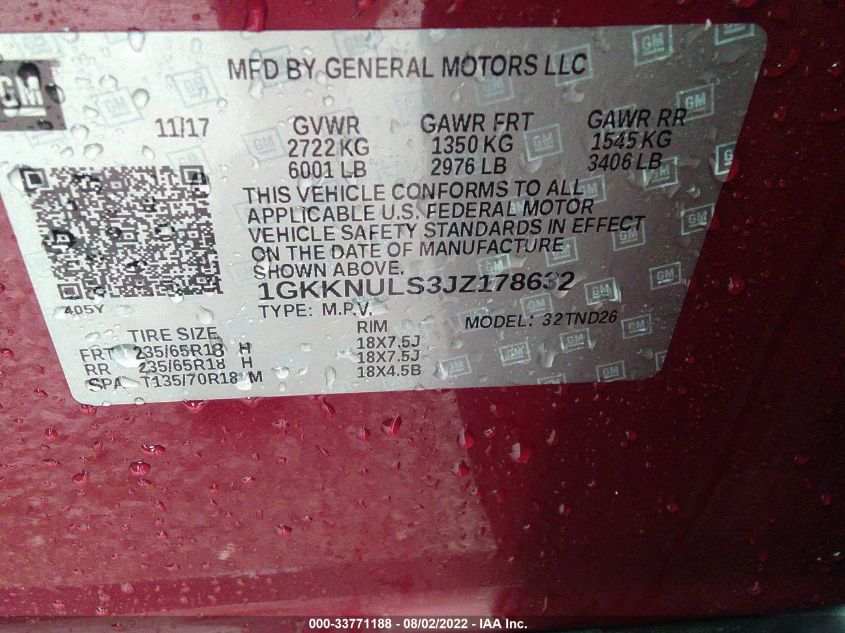 GM
MFD BY GENERAL MOTORS LLC
11/17 GVWR GAWR FRT GAWR RR
2722 KG 1350 KG 1545 KG
6001 LB 2976 LB 3406 LB
THIS VEHICLE CONFORMS TO ALL
APPLICABLE U.S. FEDERAL MOTOR
VEHICLE SAFETY STANDARDS IN EFFECT
ON THE DATE OF MANUFACTURE
SHOWN ABOVE.
405Y 1GKKNULS3JZ178632
TYPE: M.P.V. MODEL: 32TND26
TIRE SIZE RIM
FRT 235/65R18 H 18X7.5J
RR 235/65R18 H 18X7.5J
SPA T135/70R18 M 18X4.5B
000-33771188 - 08/02/2022 - IAA Inc.